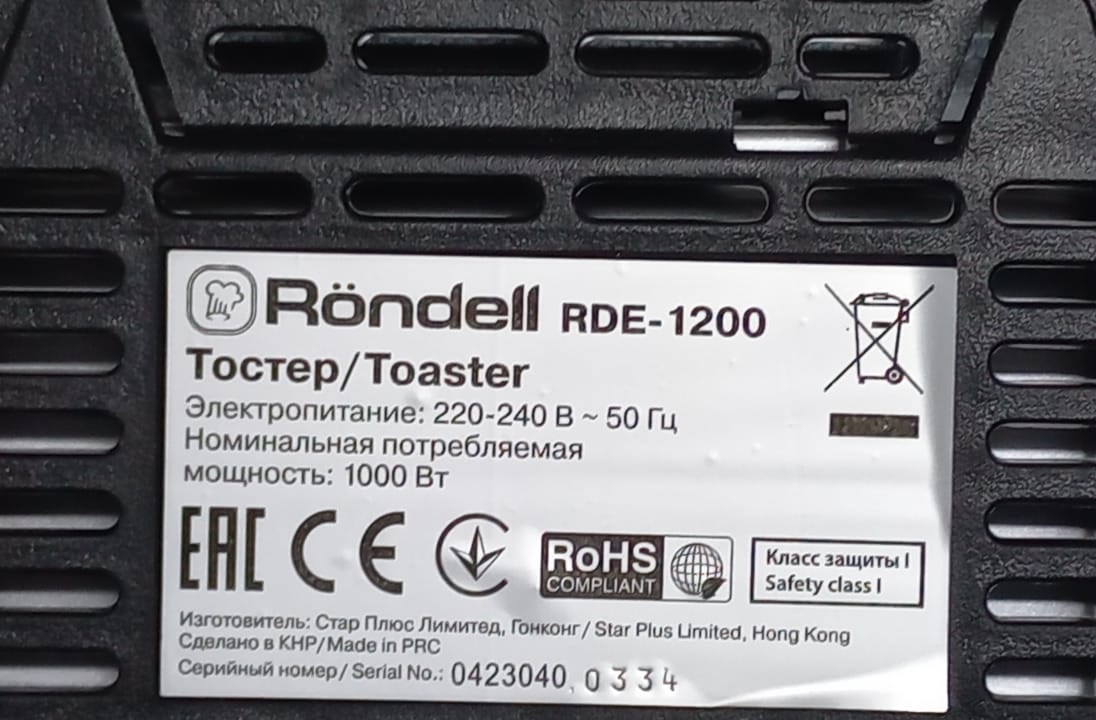 Röndell RDE-1200
Тостер/Toaster
Электропитание: 220-240 В ~ 50 Гц
Номинальная потребляемая
мощность: 1000 Вт
EAC CE RoHS
COMPLIANT
Класс защиты I
Safety class I
Изготовитель: Стар Плюс Лимитед, Гонконг/ Star Plus Limited, Hong Kong
Сделано в КНР/Made in PRC
Серийный номер/ Serial No.: 0423040 0334